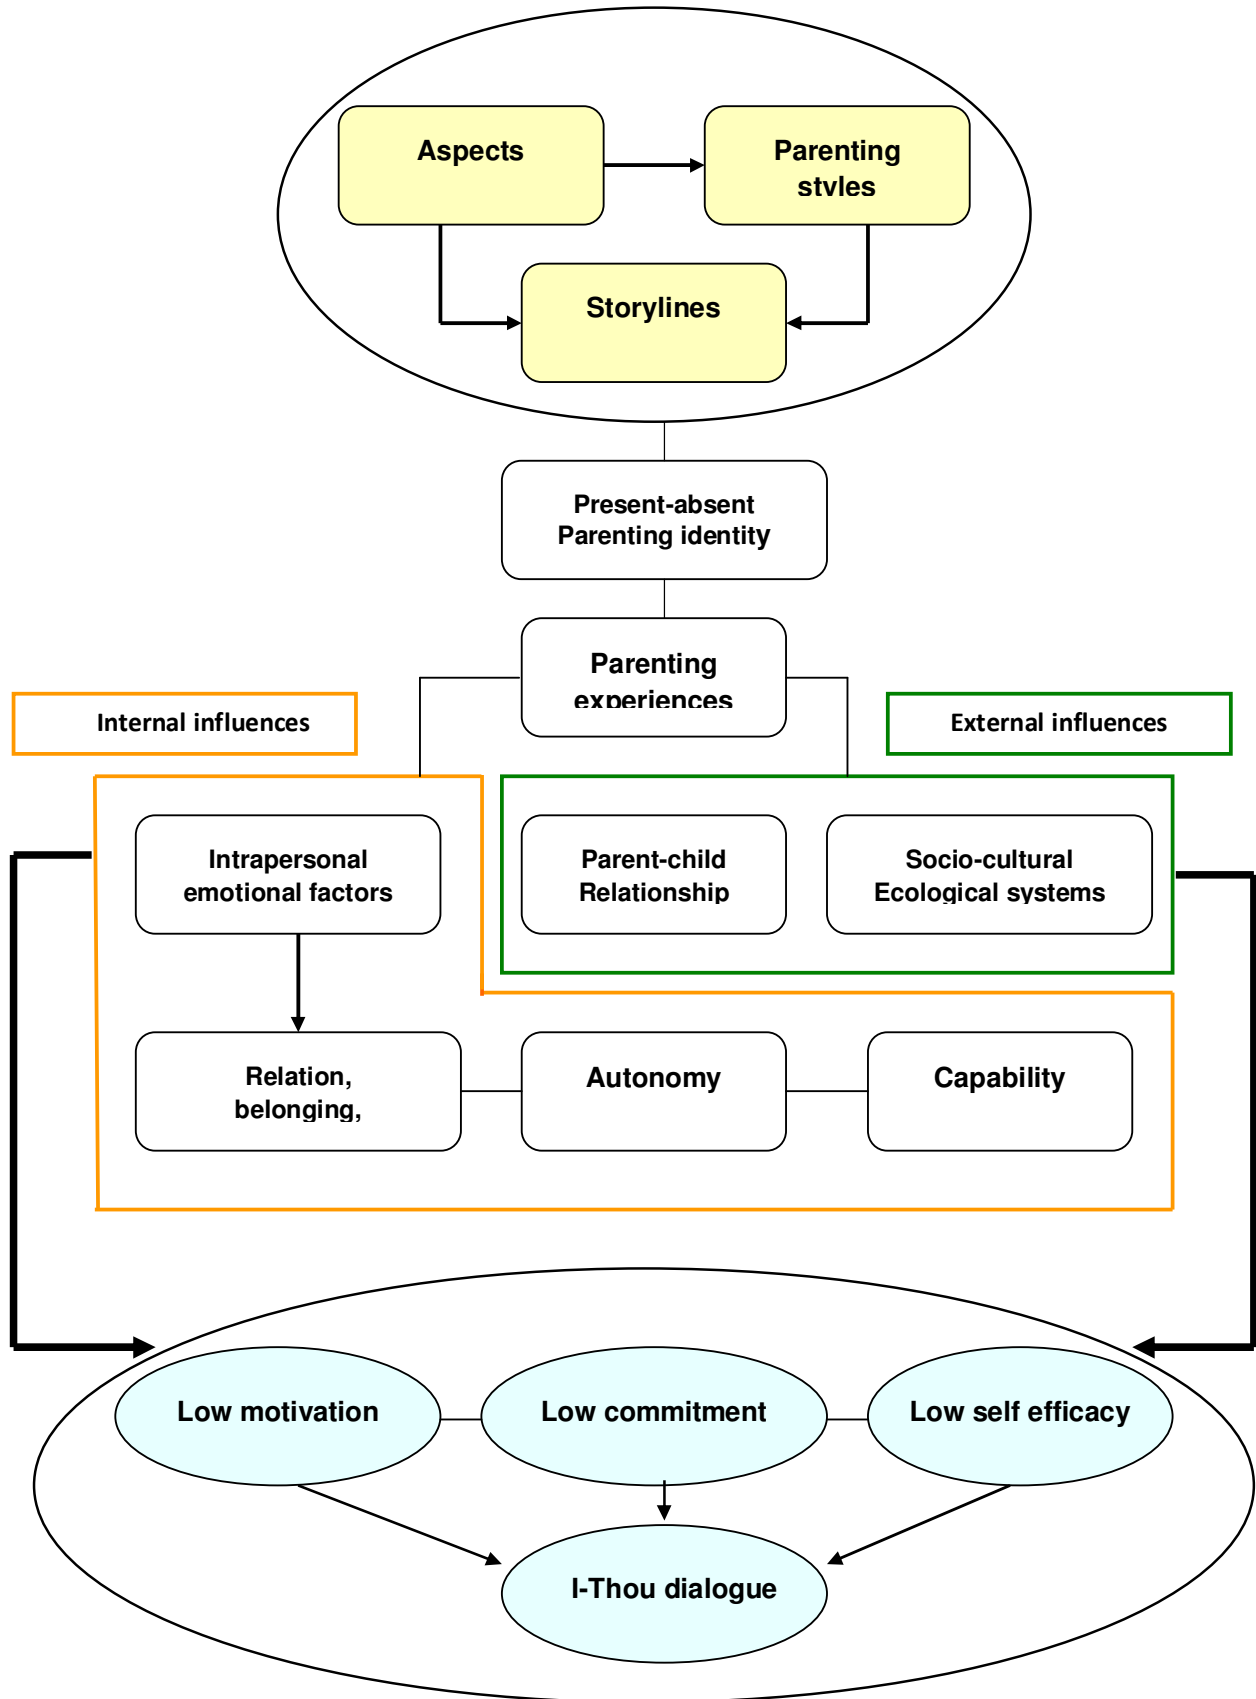 Aspects
Parenting
styles
Storylines
Present-absent
Parenting identity
Parenting
experiences
Internal influences
External influences
Intrapersonal
emotional factors
Parent-child
Relationship
Socio-cultural
Ecological systems
Relation,
belonging,
Autonomy
Capability
Low motivation
Low commitment
Low self efficacy
I-Thou dialogue